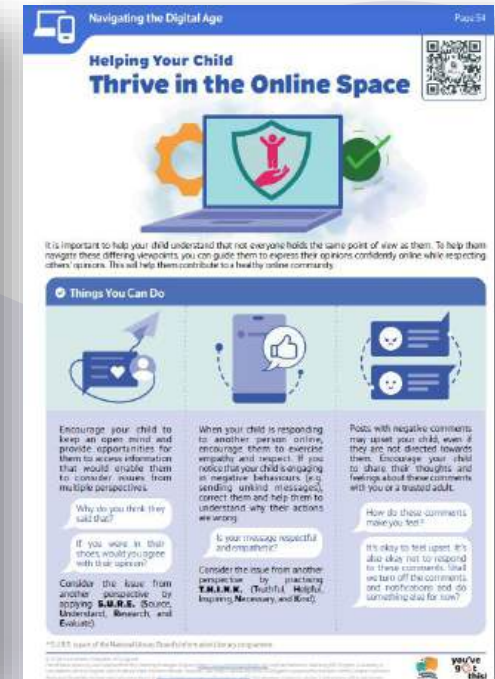 Navigating the Digital Age
Page 54
Helping Your Child
Thrive in the Online Space
It is important to help your child understand that not everyone holds the same point of view as them. To help them
navigate these differing viewpoints, you can guide them to express their opinions confidently online while respecting
others' opinions. This will help them contribute to a healthy online community.
Things You Can Do
Encourage your child to
keep an open mind and
provide opportunities for
them to access information
that would enable them
to consider issues from
multiple perspectives.
Why do you think they
said that?
If you were in their
shoes, would you agree
with their opinion?
Consider the issue from
another perspective by
applying S.U.R.E. (Source,
Understand, Research, and
Evaluate).
When your child is responding
to another person online,
encourage them to exercise
empathy and respect. If you
notice that your child is engaging
in negative behaviours (e.g.
sending unkind messages),
correct them and help them to
understand why their actions
are wrong.
Is your message respectful
and empathetic?
Consider the issue from another
perspective by practising
T.H.I.N.K. (Truthful, Helpful,
Inspiring, Necessary, and Kind).
Posts with negative comments
may upset your child, even if
they are not directed towards
them. Encourage your child
to share their thoughts and
feelings about these comments
with you or a trusted adult.
How do these comments
make you feel?
It's okay to feel upset. It's
also okay not to respond
to these comments. Shall
we turn off the comments
and notifications and do
something else for now?
you've
got
this!